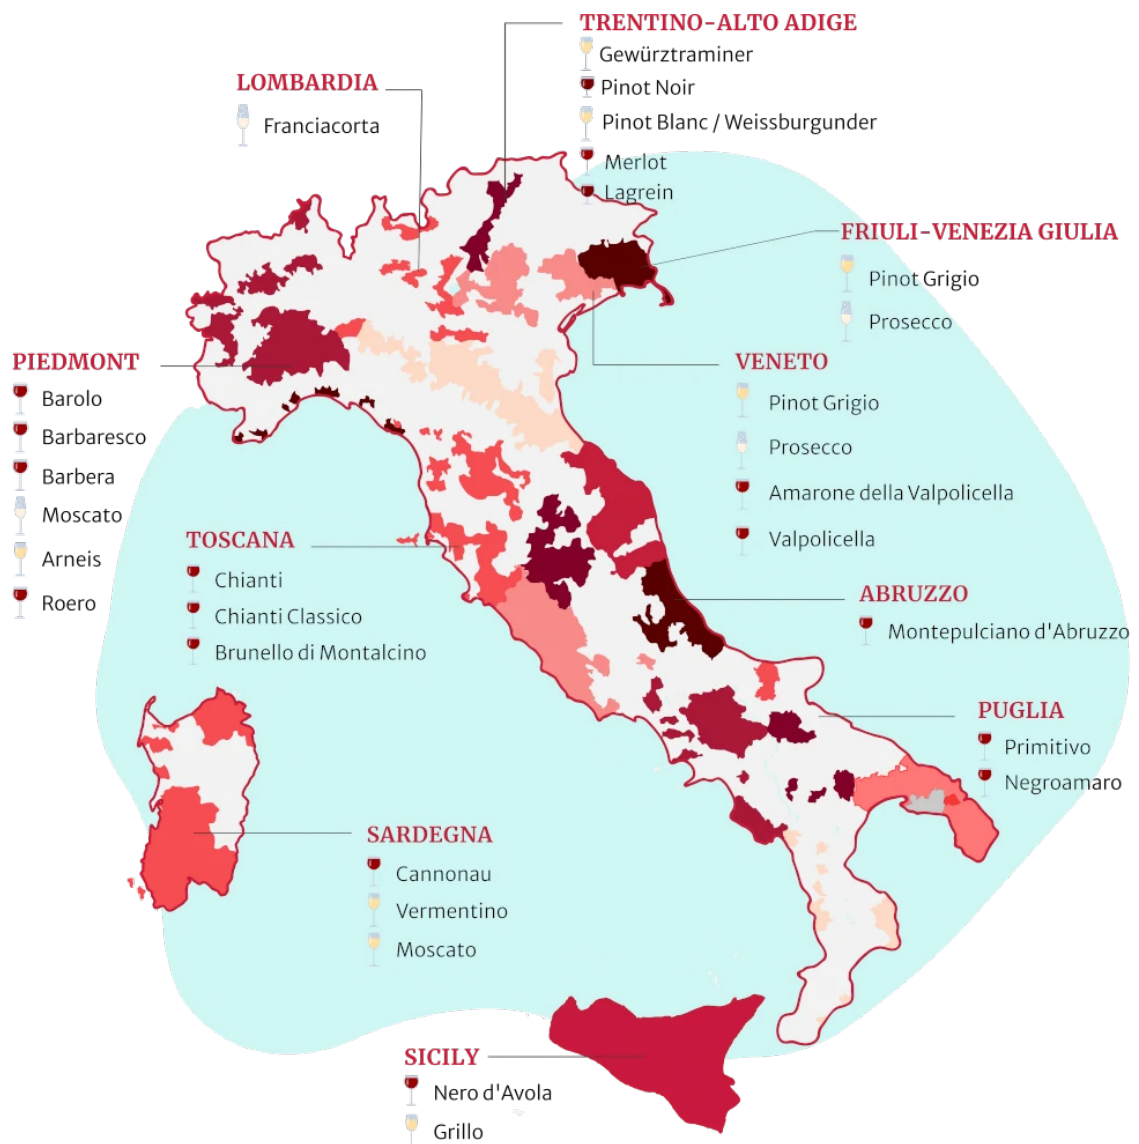 TRENTINO-ALTO ADIGE
Gewürztraminer
Pinot Noir
Pinot Blanc / Weissburgunder
Merlot
Lagrein
LOMBARDIA
Franciacorta
FRIULI-VENEZIA GIULIA
Pinot Grigio
Prosecco
PIEDMONT
Barolo
Barbaresco
Barbera
Moscato
Arneis
Roero
VENETO
Pinot Grigio
Prosecco
Amarone della Valpolicella
Valpolicella
TOSCANA
Chianti
Chianti Classico
Brunello di Montalcino
ABRUZZO
Montepulciano d'Abruzzo
PUGLIA
Primitivo
Negroamaro
SARDEGNA
Cannonau
Vermentino
Moscato
SICILY
Nero d'Avola
Grillo